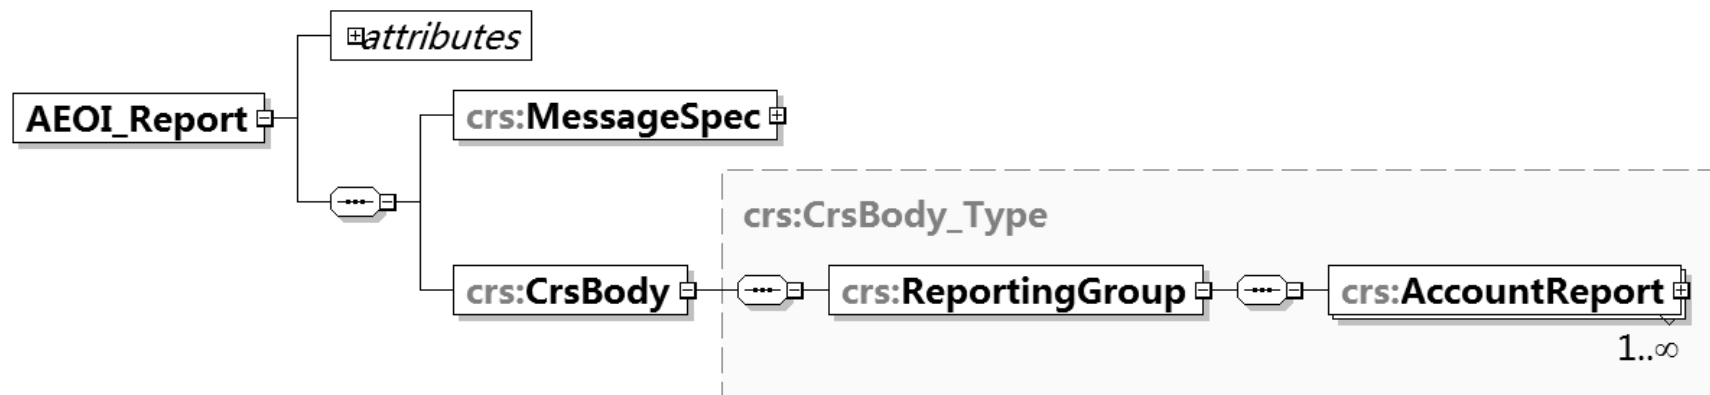 attributes
AEOI_Report
crs:MessageSpec
crs:CrsBody_Type
crs:CrsBody
crs:ReportingGroup
crs:AccountReport
1..∞